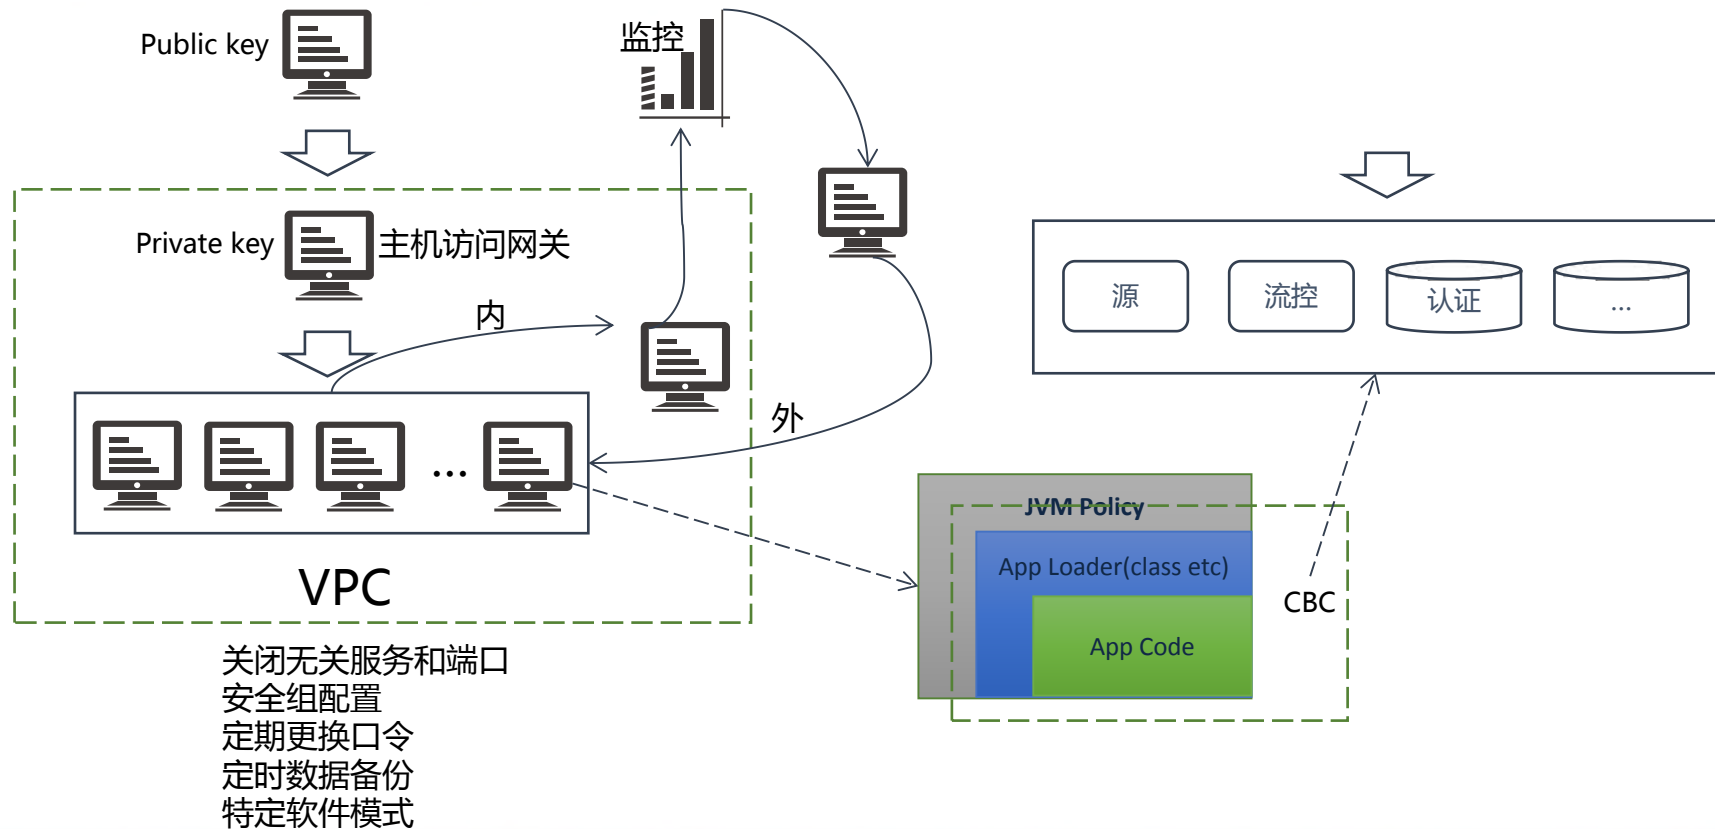 Public key
监控
Private key
主机访问网关
内
外
...
VPC
关闭无关服务和端口
安全组配置
定期更换口令
定时数据备份
特定软件模式
源
流控
认证
...
JVM Policy
App Loader(class etc)
App Code
CBC